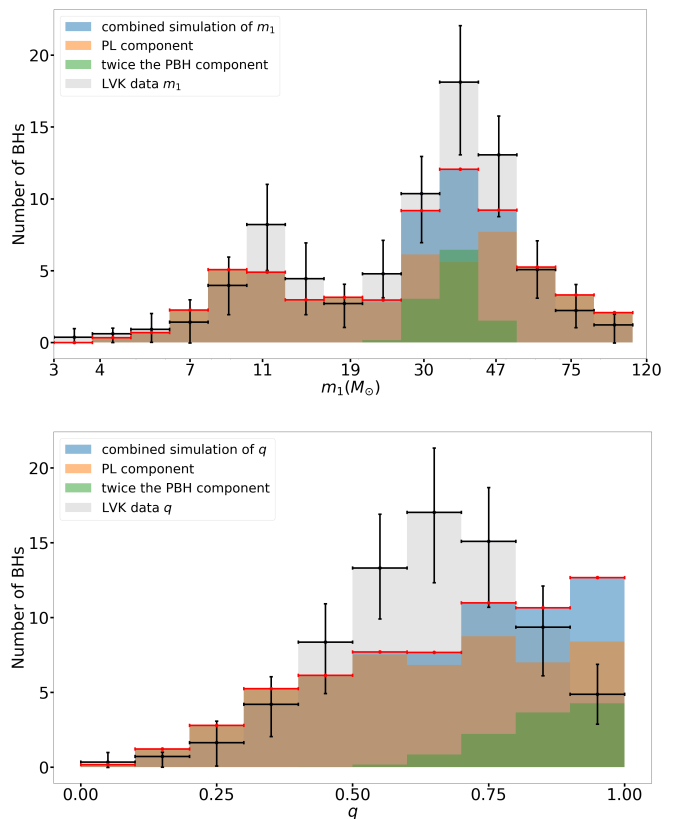 combined simulation of m₁
PL component
twice the PBH component
LVK data m₁
Number of BHs
20
15
10
5
0
3 4 7 11 19 30 47 75 120
m₁(M⊙)
combined simulation of q
PL component
twice the PBH component
LVK data q
Number of BHs
20
15
10
5
0
0.00 0.25 0.50 0.75 1.00
q